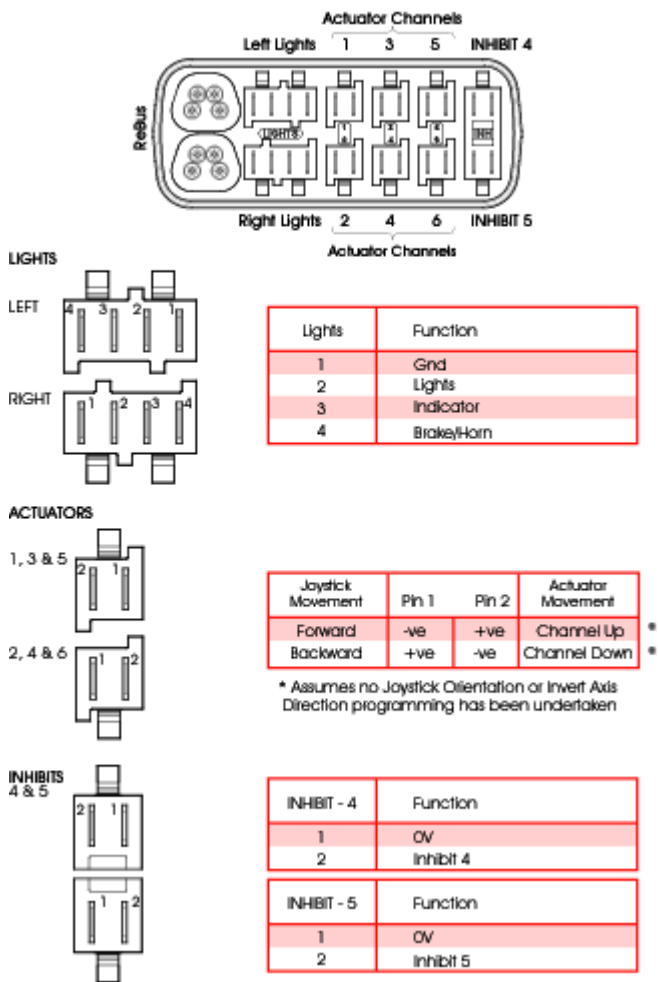 Actuator Channels
Left Lights 1 3 5 INHIBIT 4
ReBus
LIGHTS
INH
Right Lights 2 4 6 INHIBIT 5
Actuator Channels
LIGHTS
LEFT
4 3 2 1
RIGHT
1 2 3 4
Lights Function
1 Gnd
2 Lights
3 Indicator
4 Brake/Horn
ACTUATORS
1, 3 & 5
2 1
2, 4 & 6
1 2
Joystick Movement Pin 1 Pin 2 Actuator Movement
Forward -ve +ve Channel Up *
Backward +ve -ve Channel Down *
* Assumes no Joystick Orientation or Invert Axis
Direction programming has been undertaken
INHIBITS
4 & 5
2 1
1 2
INHIBIT - 4 Function
1 0V
2 Inhibit 4
INHIBIT - 5 Function
1 0V
2 Inhibit 5